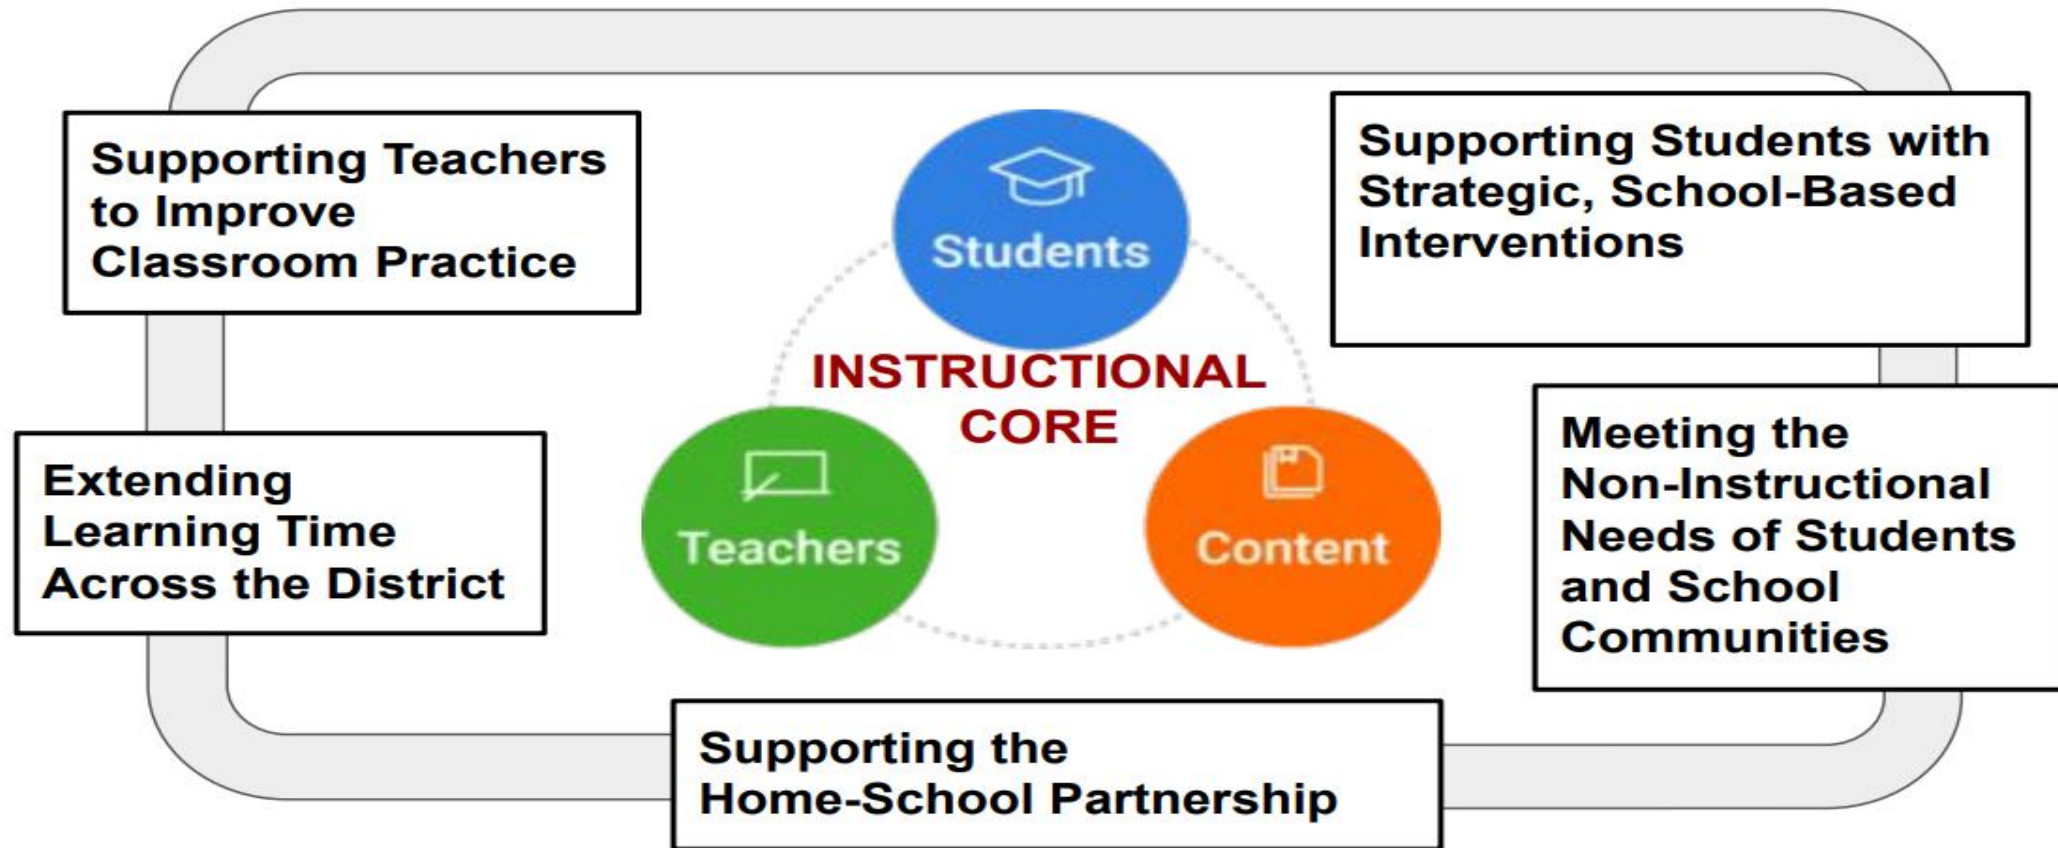 Supporting Teachers
to Improve
Classroom Practice
Supporting Students with
Strategic, School-Based
Interventions
Students
INSTRUCTIONAL
CORE
Teachers
Content
Extending
Learning Time
Across the District
Meeting the
Non-Instructional
Needs of Students
and School
Communities
Supporting the
Home-School Partnership